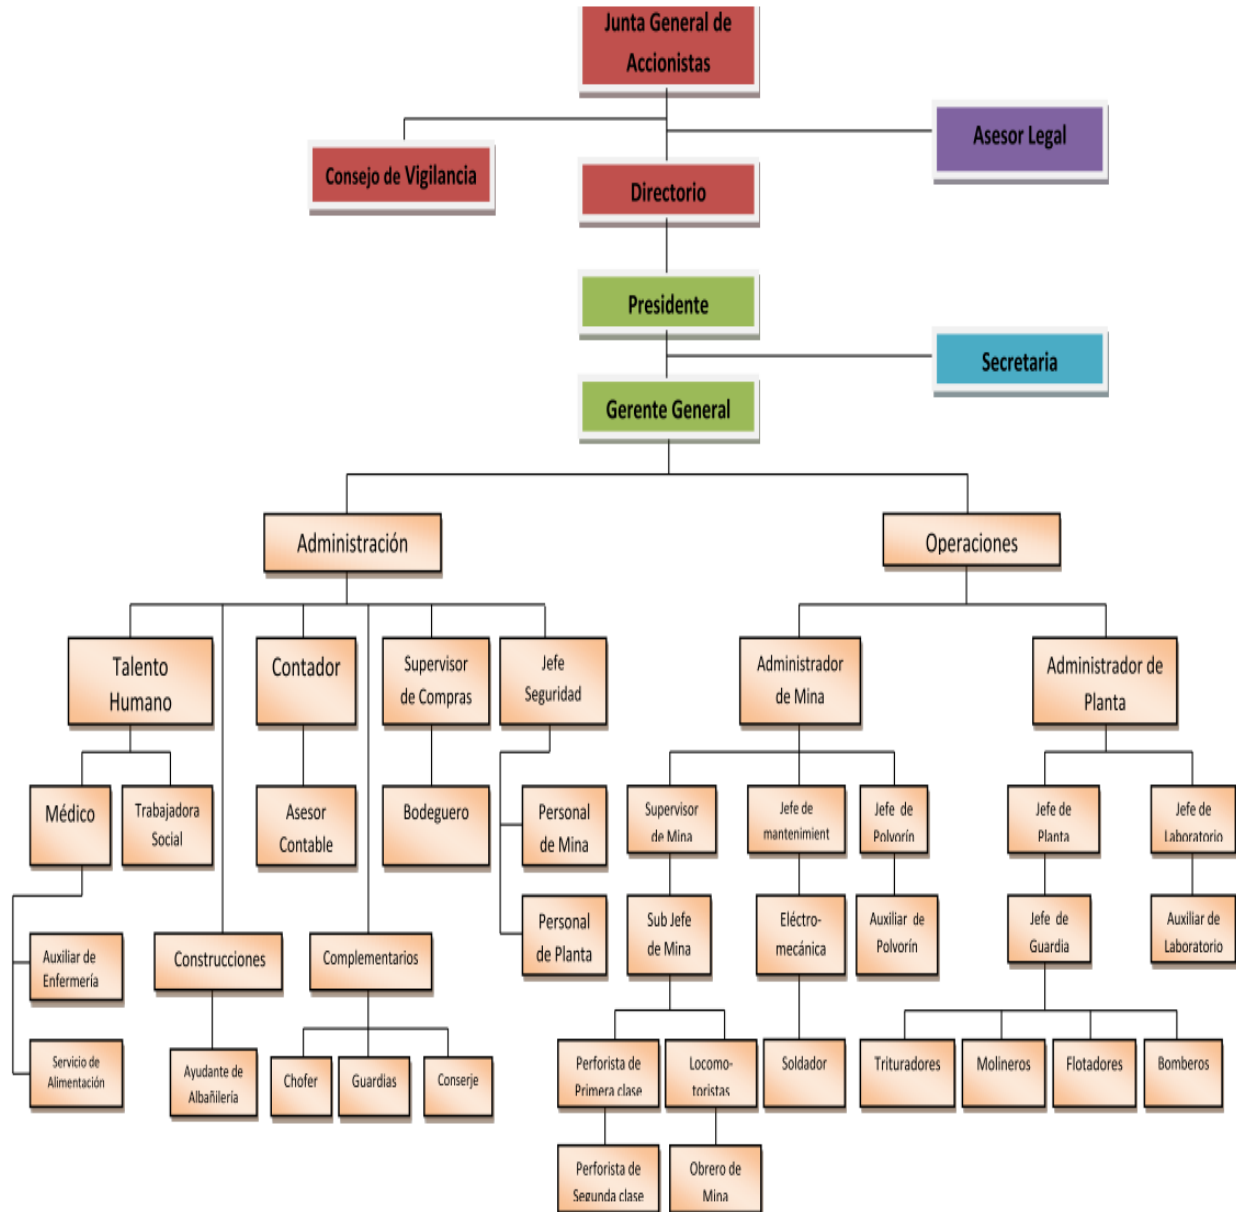 Junta General de
Accionistas
Asesor Legal
Consejo de Vigilancia
Directorio
Presidente
Secretaria
Gerente General
Administración
Operaciones
Talento
Humano
Contador
Supervisor
de Compras
Jefe
Seguridad
Administrador
de Mina
Administrador de
Planta
Médico
Trabajadora
Social
Asesor
Contable
Bodeguero
Personal
de Mina
Supervisor
de Mina
Jefe de
mantenimient
Jefe de
Polvorín
Jefe de
Planta
Jefe de
Laboratorio
Personal
de Planta
Sub Jefe
de Mina
Eléctro-
mecánica
Auxiliar de
Polvorín
Jefe de
Guardia
Auxiliar de
Laboratorio
Auxiliar de
Enfermería
Construcciones
Complementarios
Servicio de
Alimentación
Ayudante de
Albañilería
Chofer
Guardias
Conserje
Perforista de
Primera clase
Locomo-
toristas
Soldador
Trituradores
Molineros
Flotadores
Bomberos
Perforista de
Segunda clase
Obrero de
Mina